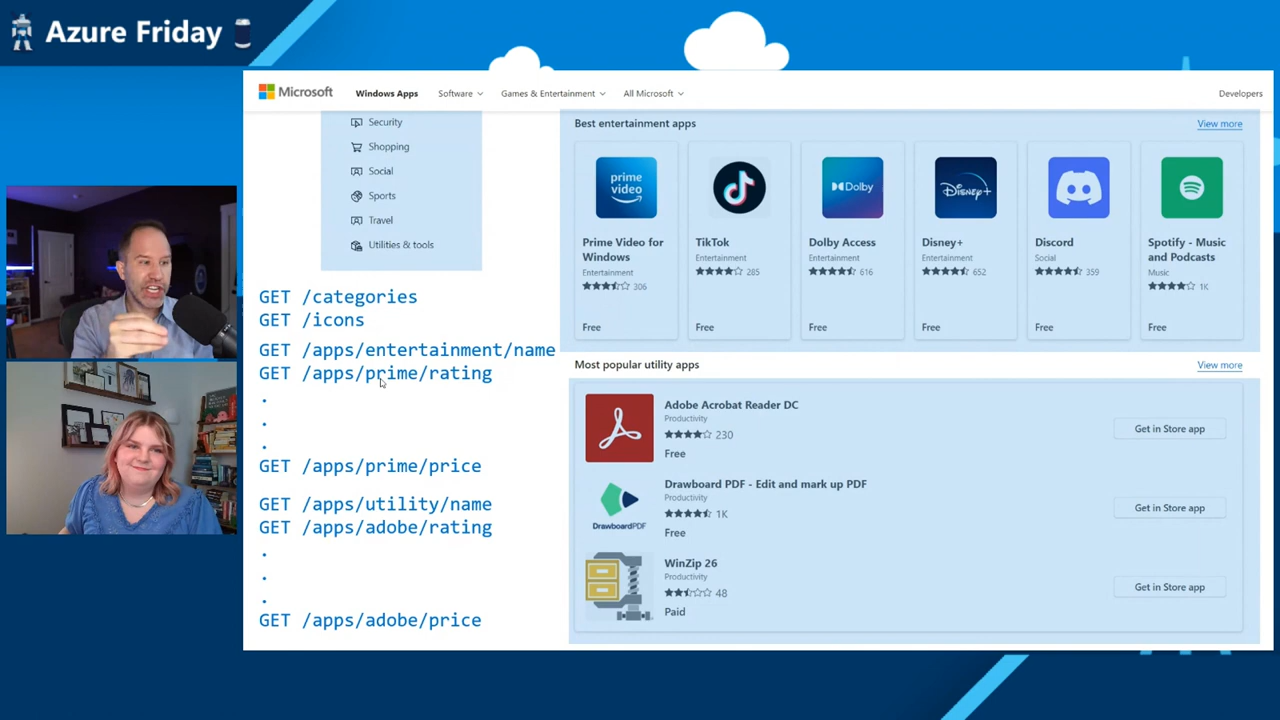 Azure Friday
Microsoft
Windows Apps
Software
Games & Entertainment
All Microsoft
Developers
Security
Shopping
Social
Sports
Travel
Utilities & tools
GET /categories
GET /icons
GET /apps/entertainment/name
GET /apps/prime/rating
.
.
.
GET /apps/prime/price
GET /apps/utility/name
GET /apps/adobe/rating
.
.
.
GET /apps/adobe/price
Best entertainment apps
View more
prime
video
Prime Video for
Windows
Entertainment
306
Free
TikTok
Entertainment
285
Free
Dolby
Dolby Access
Entertainment
616
Free
Disney+
Disney+
Entertainment
652
Free
Discord
Social
359
Free
Spotify - Music
and Podcasts
Music
1K
Free
Most popular utility apps
View more
Adobe Acrobat Reader DC
Productivity
230
Free
Get in Store app
DrawboardPDF
Drawboard PDF - Edit and mark up PDF
Productivity
1K
Free
Get in Store app
WinZip 26
Productivity
48
Paid
Get in Store app